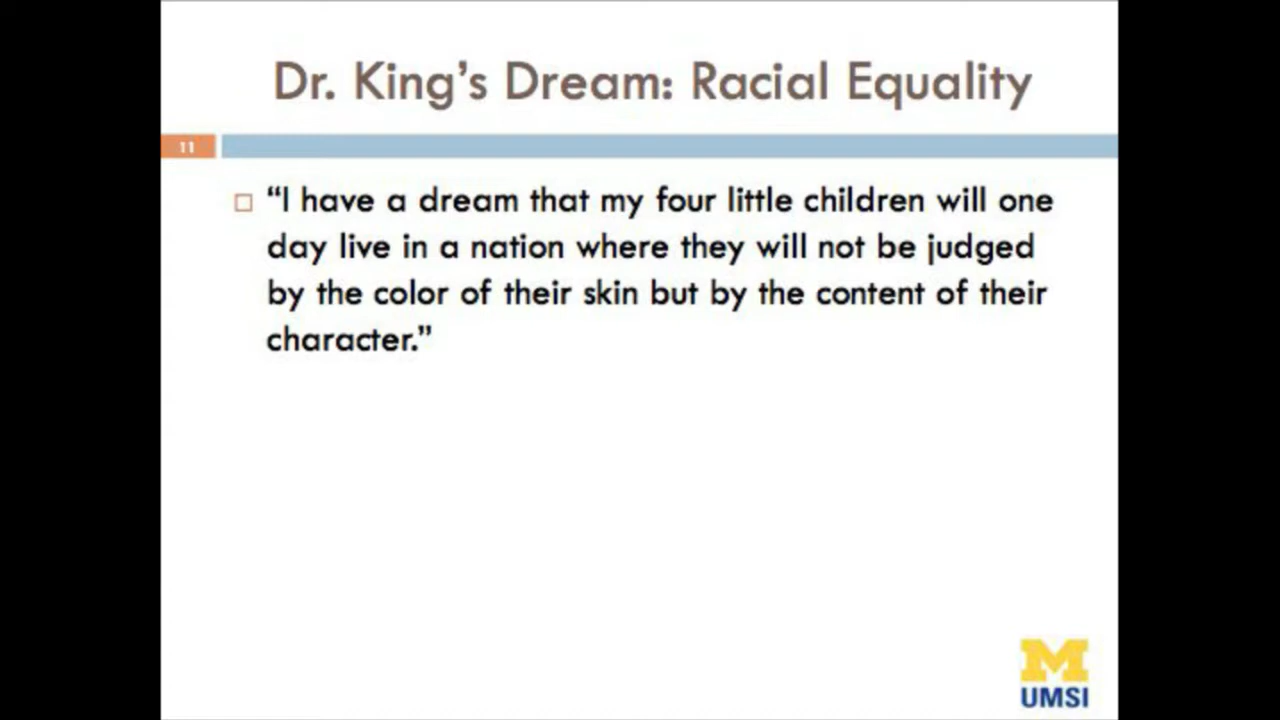 Dr. King's Dream: Racial Equality
11
“I have a dream that my four little children will one
day live in a nation where they will not be judged
by the color of their skin but by the content of their
character.”
M
UMSI